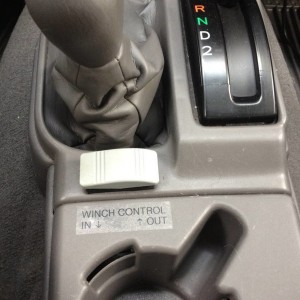 R
N
D
2
WINCH CONTROL
IN ↓ ↑ OUT